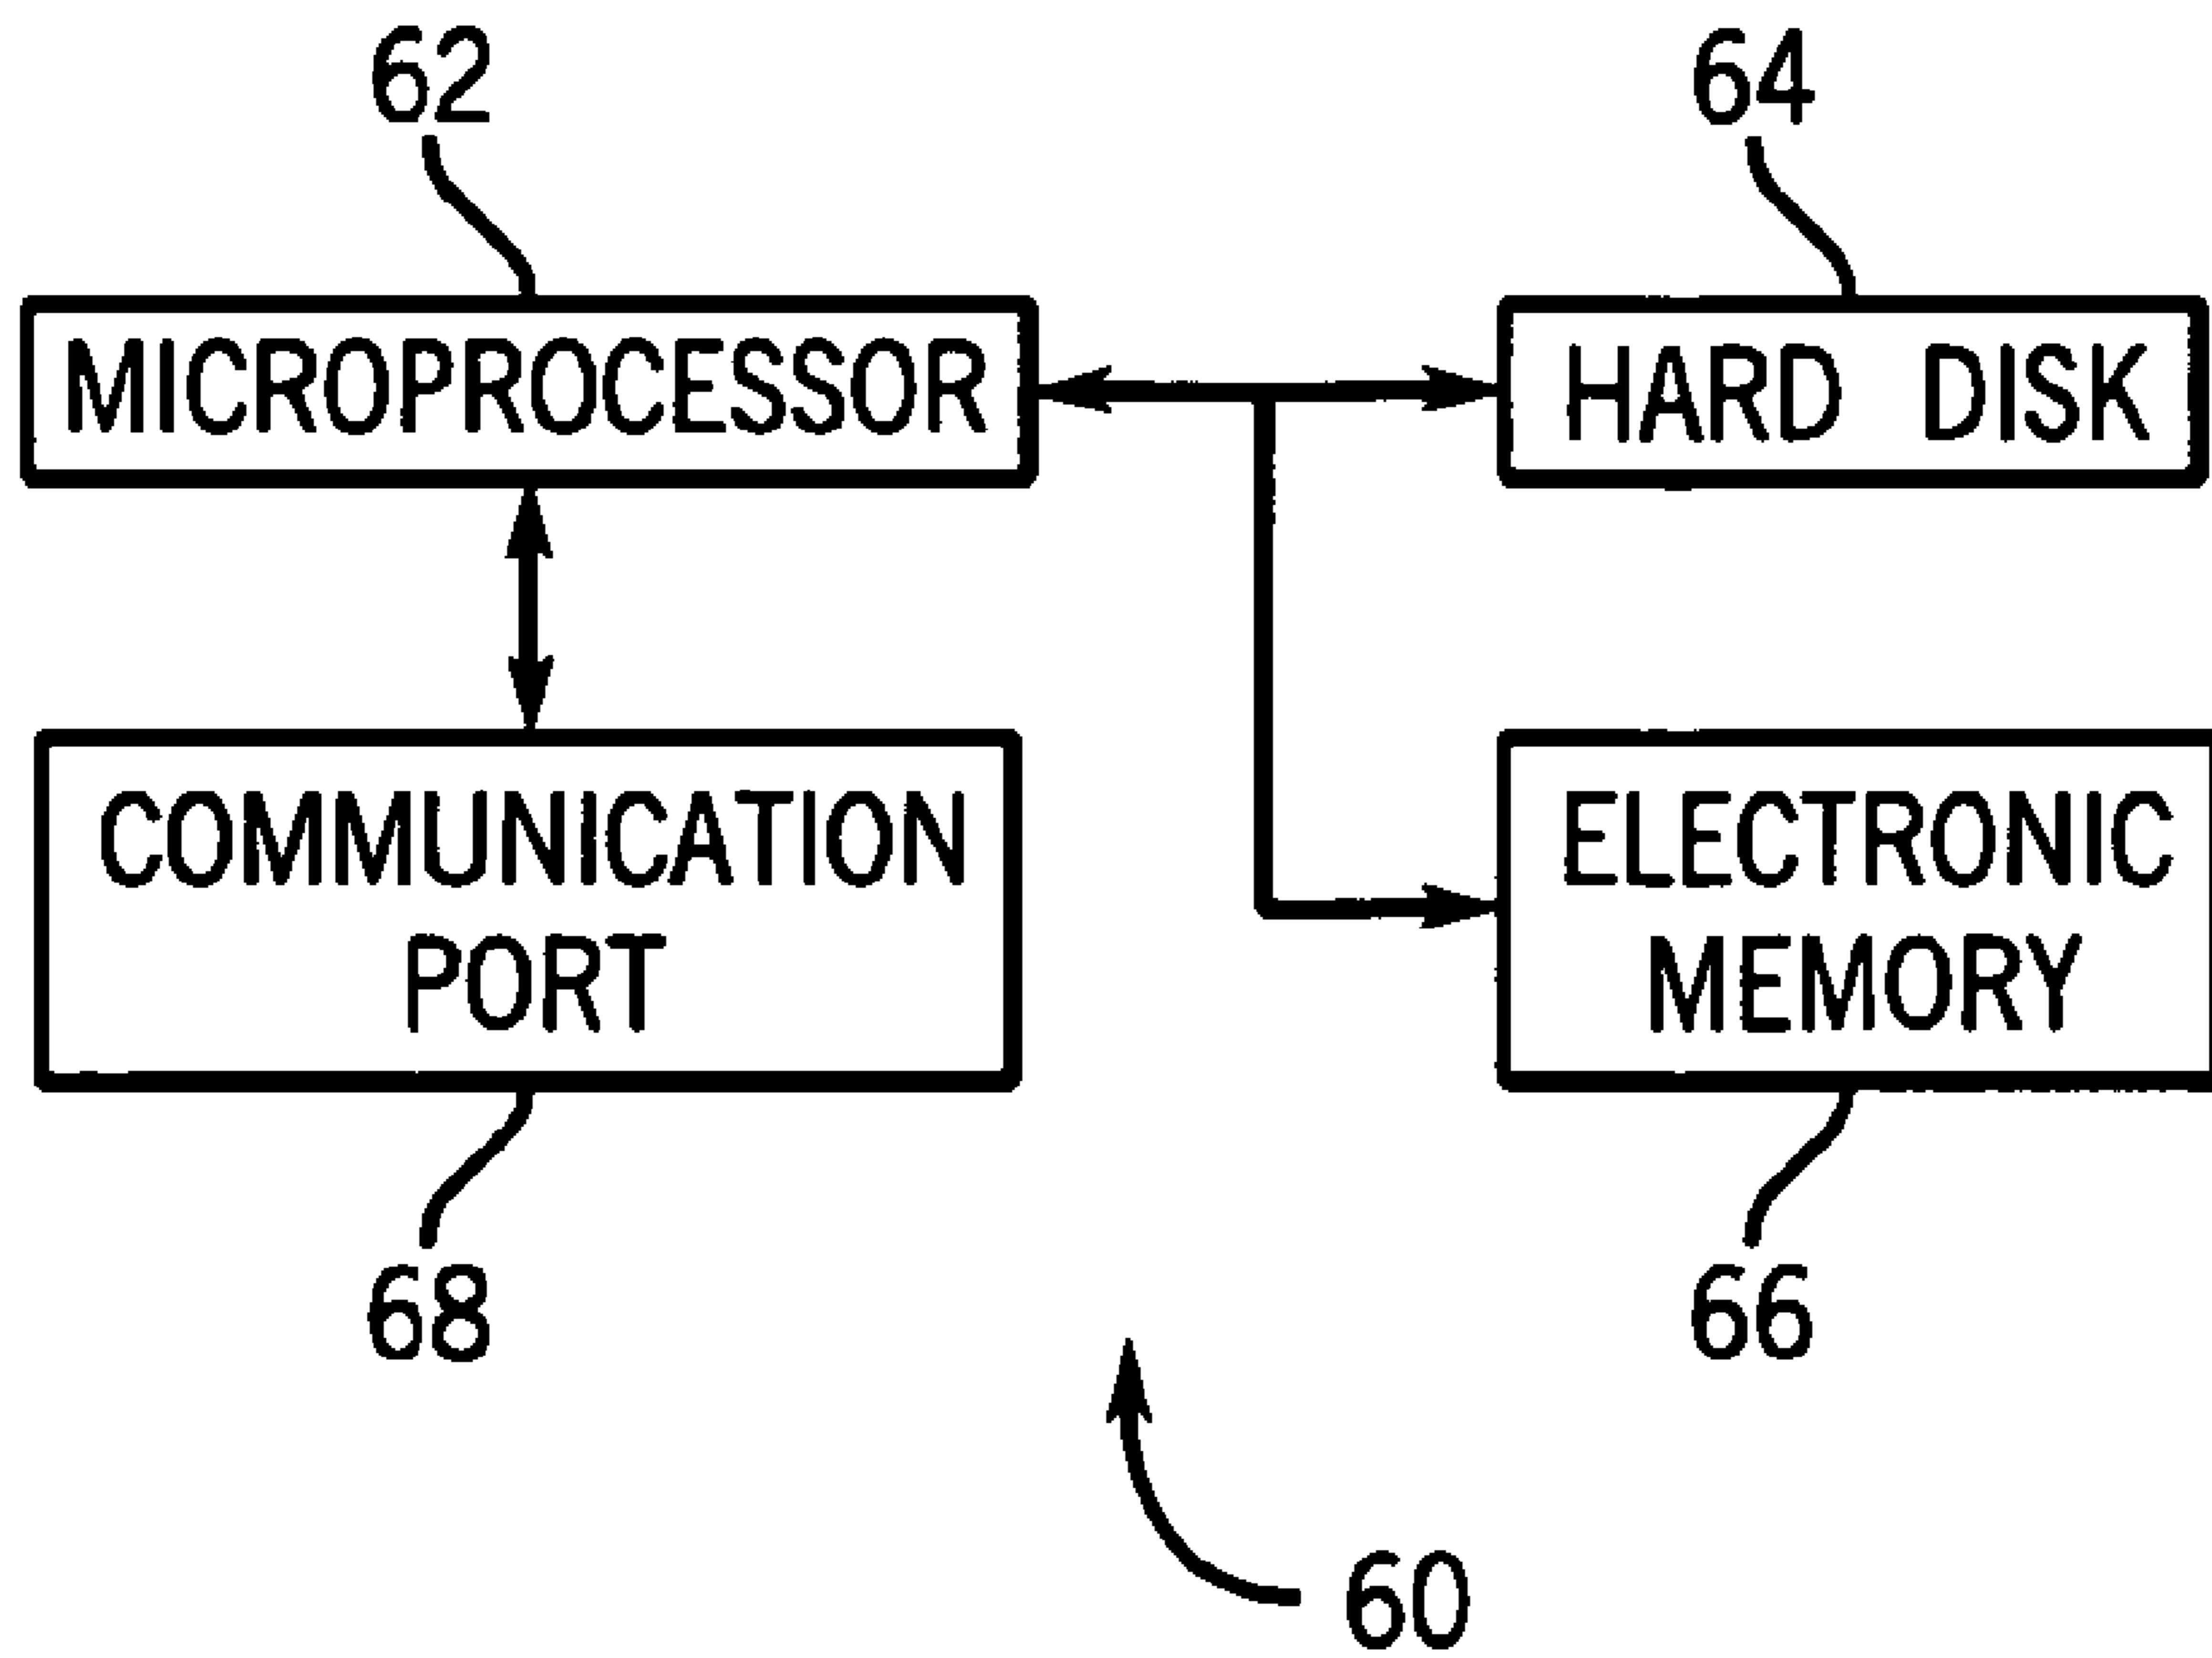 62
64
MICROPROCESSOR
HARD DISK
COMMUNICATION
PORT
ELECTRONIC
MEMORY
68
66
60